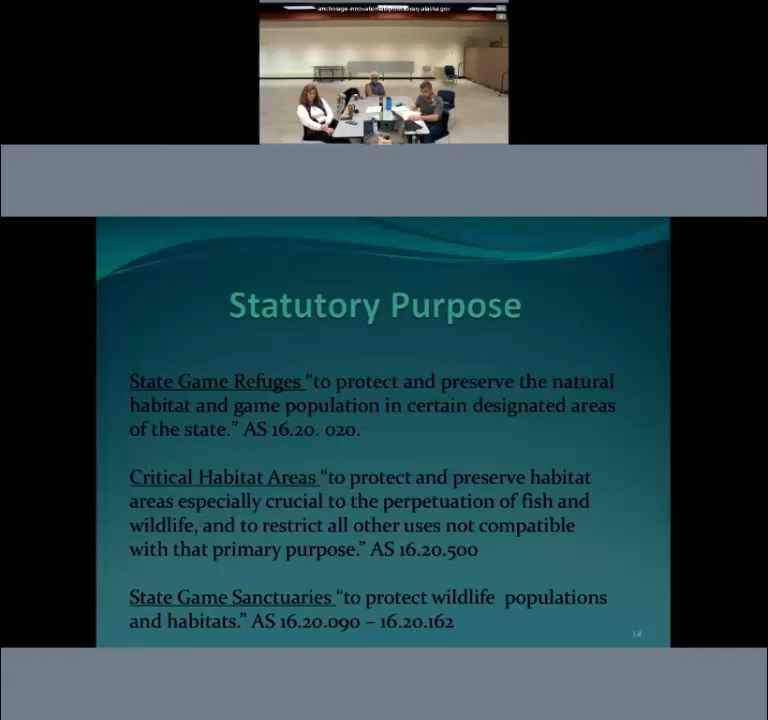 Statutory Purpose
State Game Refuges “to protect and preserve the natural
habitat and game population in certain designated areas
of the state.” AS 16.20. 020.
Critical Habitat Areas “to protect and preserve habitat
areas especially crucial to the perpetuation of fish and
wildlife, and to restrict all other uses not compatible
with that primary purpose.” AS 16.20.500
State Game Sanctuaries “to protect wildlife  populations
and habitats.” AS 16.20.090 – 16.20.162
14